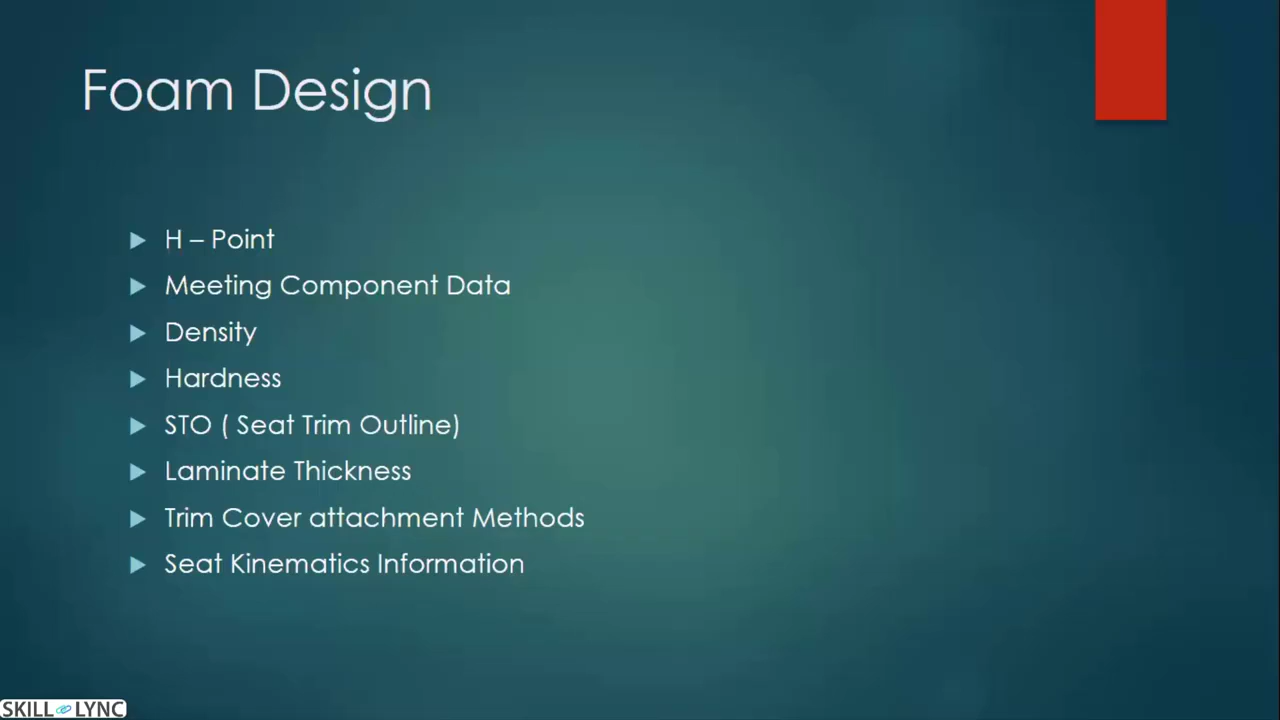 Foam Design
H – Point
Meeting Component Data
Density
Hardness
STO ( Seat Trim Outline)
Laminate Thickness
Trim Cover attachment Methods
Seat Kinematics Information
SKILL LYNC